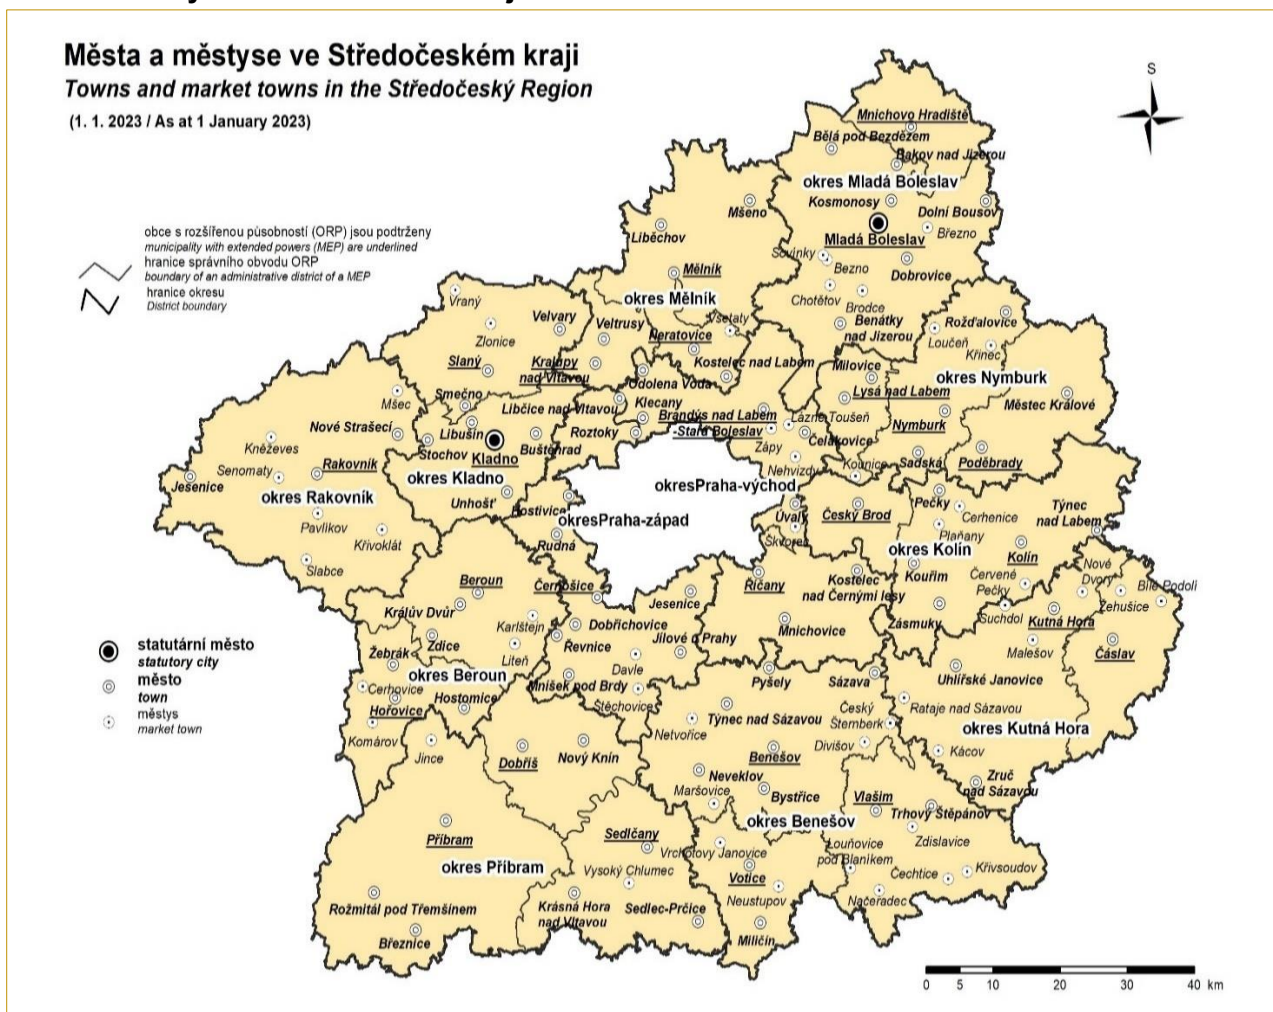 Města a městyse ve Středočeském kraji
Towns and market towns in the Středočeský Region
(1. 1. 2023 / As at 1 January 2023)
S
obce s rozšířenou působností (ORP) jsou podtrženy
municipality with extended powers (MEP) are underlined
hranice správního obvodu ORP
boundary of an administrative district of a MEP
hranice okresu
District boundary
Mnichovo Hradiště
Bělá pod Bezdězem
Bakov nad Jizerou
okres Mladá Boleslav
Kosmonosy
Dolní Bousov
Mšeno
Liběchov
Březno
Mladá Boleslav
Sovínky
Bezno
Dobrovice
Mělník
okres Mělník
Chotětov
Brodce
Vraný
Velvary
Veltrusy
Všetaty
Benátky
nad Jizerou
Rožďalovice
Loučeň
Křinec
Zlonice
Neratovice
Slaný
Kralupy
nad Vltavou
Kostelec nad Labem
Milovice
okres Nymburk
Odolena Voda
Lysá nad Labem
Městec Králové
Mšec
Smečno
Libčice nad Vltavou
Klecany
Brandýs nad Labem
-Stará Boleslav
Lázně Toušeň
Nymburk
Nové Strašecí
Libušín
Roztoky
Čelákovice
Kněževes
Stochov
Kladno
Buštěhrad
Zápy
Sadská
Poděbrady
Senomaty
Rakovník
Nehvizdy
Kounice
Jesenice
okres Kladno
okresPraha-východ
okres Rakovník
Unhošť
Hostivice
okresPraha-západ
Pečky
Cerhenice
Týnec
nad Labem
Pavlíkov
Křivoklát
Úvaly
Český Brod
Plaňany
Škvorec
okres Kolín
Kolín
Rudná
Slabce
Beroun
Černošice
Říčany
Kostelec
nad Černými lesy
Kouřim
Červené
Pečky
Nové
Dvory
Bílé Podolí
Žehušice
Králův Dvůr
Jesenice
Zásmuky
Suchdol
Kutná Hora
Karlštejn
Dobřichovice
Mnichovice
Zdice
Jílové u Prahy
Malešov
Čáslav
Žebrák
Liteň
Řevnice
Davle
okres Beroun
Mníšek pod Brdy
Pyšely
Sázava
Uhlířské Janovice
Cerhovice
Hostomice
Hořovice
Štěchovice
Český
Šternberk
Rataje nad Sázavou
Týnec nad Sázavou
Komárov
Netvořice
okres Kutná Hora
Divišov
Kácov
Jince
Dobříš
Nový Knín
Benešov
Neveklov
Zruč
nad Sázavou
Maršovice
Bystřice
Vlašim
Trhový Štěpánov
Příbram
Sedlčany
okres Benešov
Zdislavice
Louňovice
pod Blaníkem
Vrchotovy Janovice
okres Příbram
Vysoký Chlumec
Votice
Čechtice
Křivsoudov
Neustupov
Načeradec
Rožmitál pod Třemšínem
Krásná Hora
nad Vltavou
Sedlec-Prčice
Březnice
Miličín
statutární město
statutory city
město
town
městys
market town
0 5 10 20 30 40 km